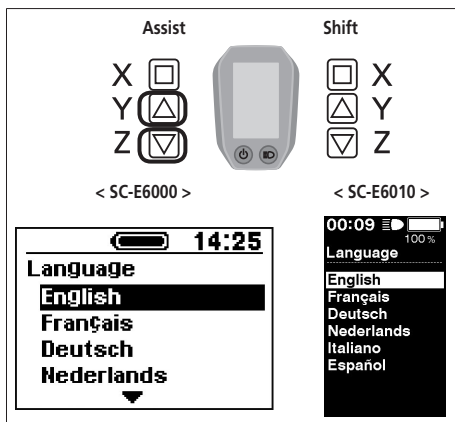 Assist Shift
X X
Y Y
Z Z
< SC-E6000 > < SC-E6010 >
14:25
Language
English
Français
Deutsch
Nederlands
00:09
100 %
Language
English
Français
Deutsch
Nederlands
Italiano
Español